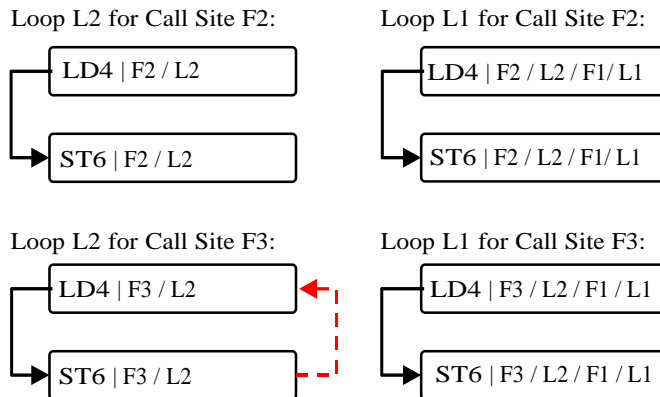 Loop L2 for Call Site F2:
LD4 | F2 / L2
ST6 | F2 / L2
Loop L1 for Call Site F2:
LD4 | F2 / L2 / F1/ L1
ST6 | F2 / L2 / F1/ L1
Loop L2 for Call Site F3:
LD4 | F3 / L2
ST6 | F3 / L2
Loop L1 for Call Site F3:
LD4 | F3 / L2 / F1 / L1
ST6 | F3 / L2 / F1 / L1